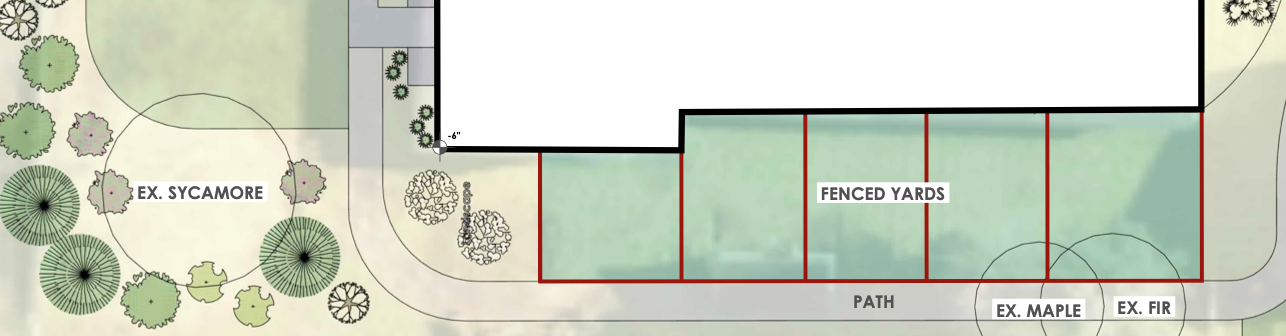 -6"
EX. SYCAMORE
FENCED YARDS
PATH
EX. MAPLE
EX. FIR